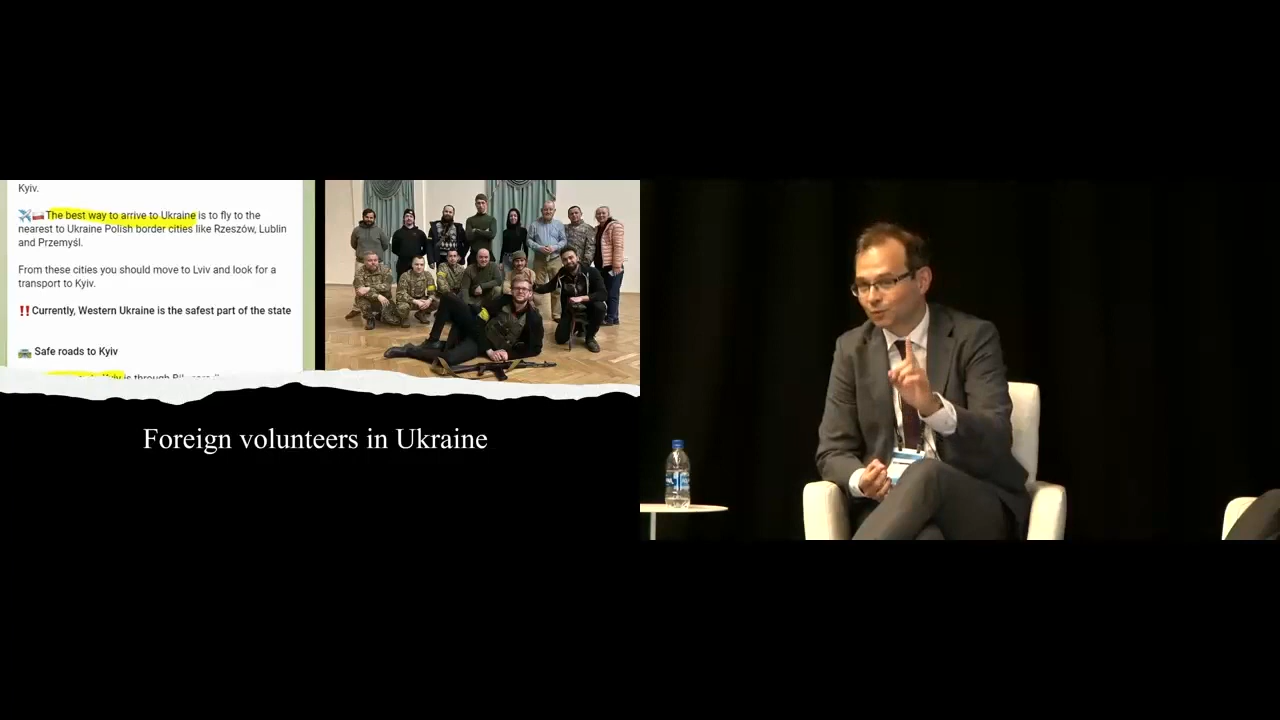 Kyiv.
The best way to arrive to Ukraine is to fly to the
nearest to Ukraine Polish border cities like Rzeszów, Lublin
and Przemyśl.
From these cities you should move to Lviv and look for a
transport to Kyiv.
Currently, Western Ukraine is the safest part of the state
Safe roads to Kyiv
is through
Foreign volunteers in Ukraine